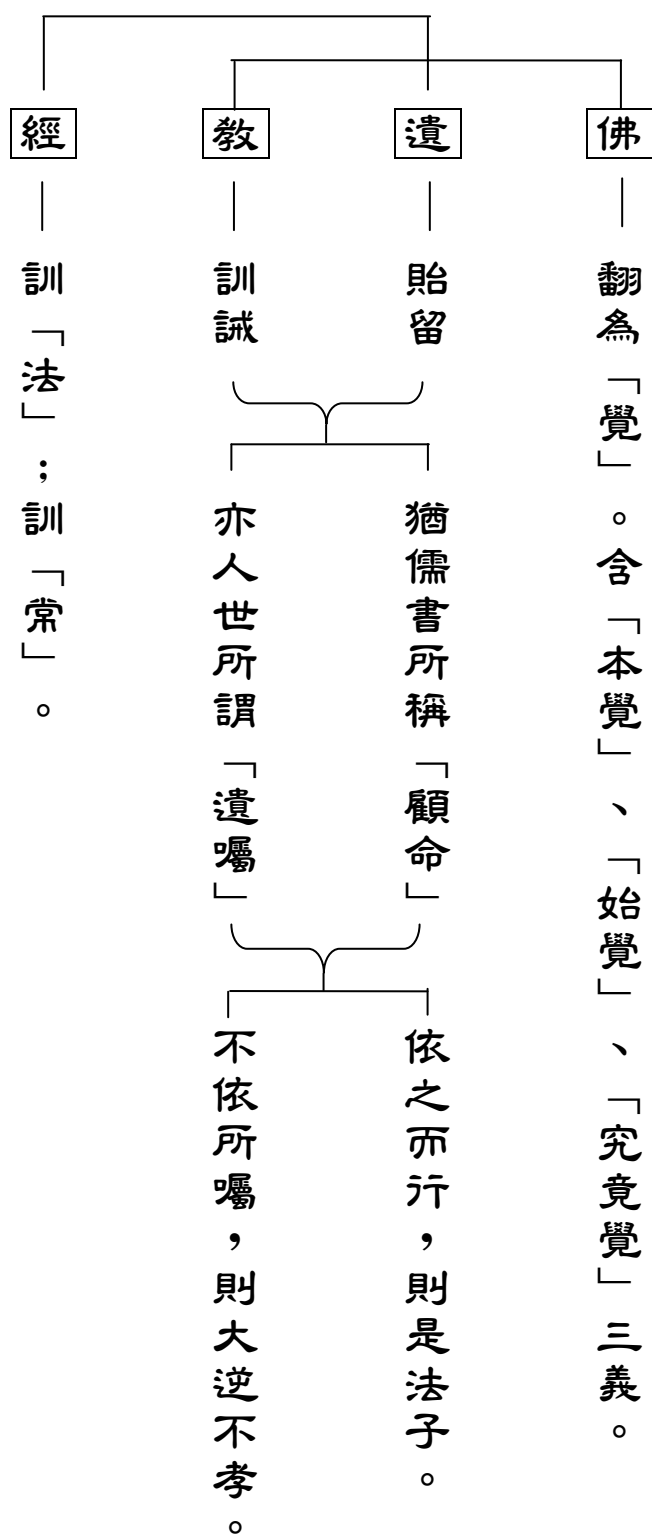 佛
翻為「覺」。含「本覺」、「始覺」、「究竟覺」三義。
遺
貽留
教
訓誡
猶儒書所稱「顧命」
亦人世所謂「遺囑」
依之而行，則是法子。
不依所囑，則大逆不孝。
經
訓「法」；訓「常」。